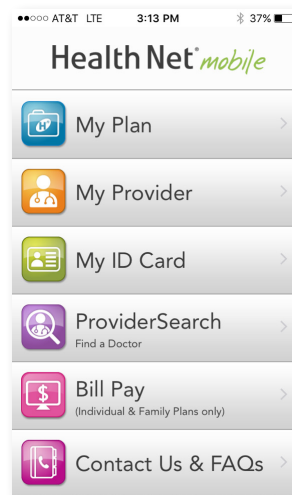 AT&T LTE 3:13 PM 37%
Health Net® mobile
My Plan
My Provider
My ID Card
ProviderSearch
Find a Doctor
Bill Pay
$
(Individual & Family Plans only)
Contact Us & FAQs